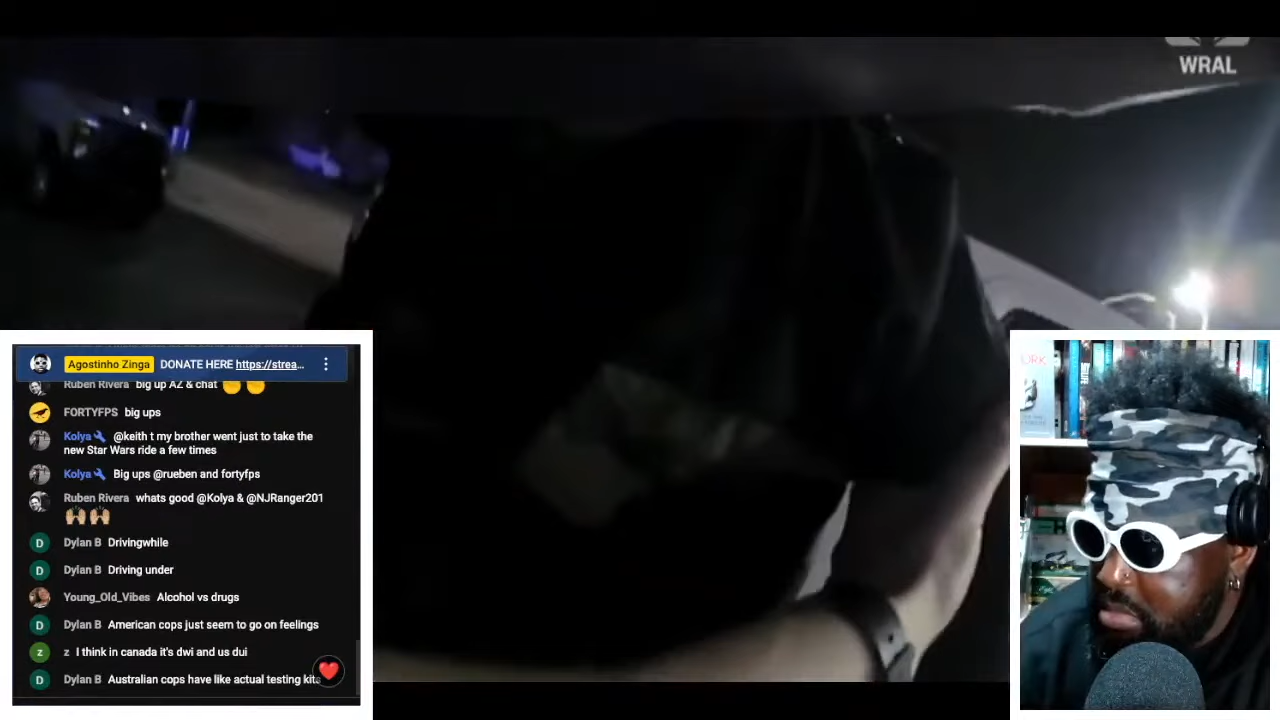 WRAL
Agostinho Zinga DONATE HERE https://strea...
Ruben Rivera big up AZ & chat
FORTYFPS big ups
Kolya @keith t my brother went just to take the
new Star Wars ride a few times
Kolya Big ups @rueben and fortyfps
Ruben Rivera whats good @Kolya & @NJRanger201
D Dylan B Drivingwhile
D Dylan B Driving under
Young_Old_Vibes Alcohol vs drugs
D Dylan B American cops just seem to go on feelings
z z I think in canada it's dwi and us dui
D Dylan B Australian cops have like actual testing kits